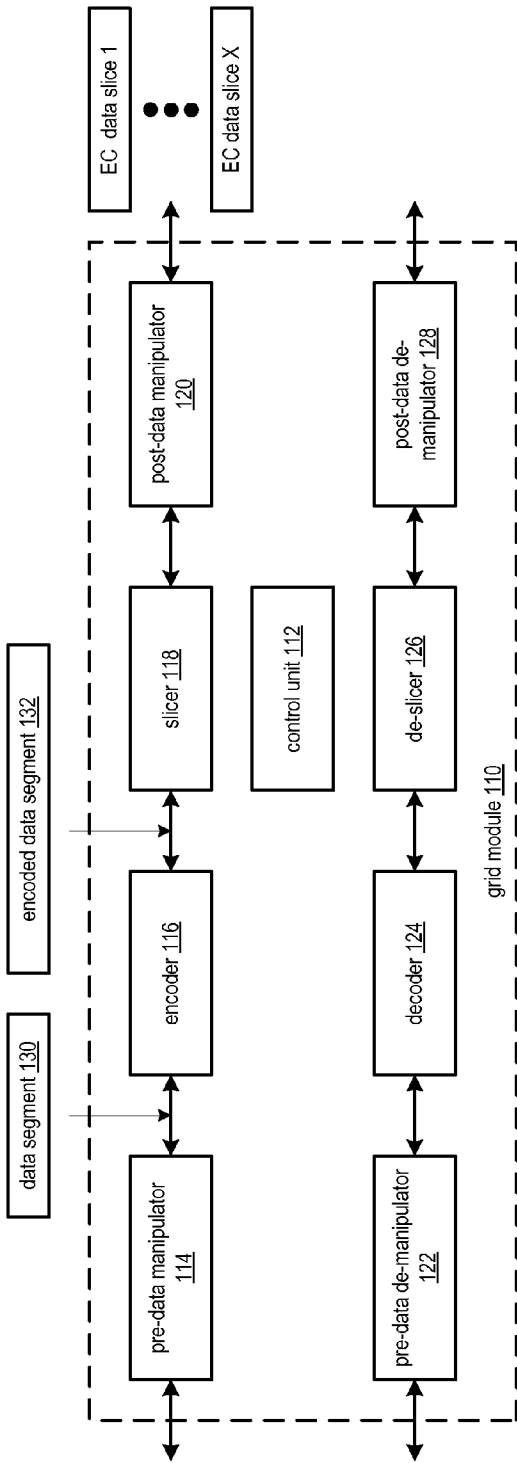 data segment 130
encoded data segment 132
EC data slice 1
EC data slice X
pre-data manipulator
114
encoder 116
slicer 118
post-data manipulator
120
control unit 112
pre-data de-manipulator
122
decoder 124
de-slicer 126
post-data de-
manipulator 128
grid module 110